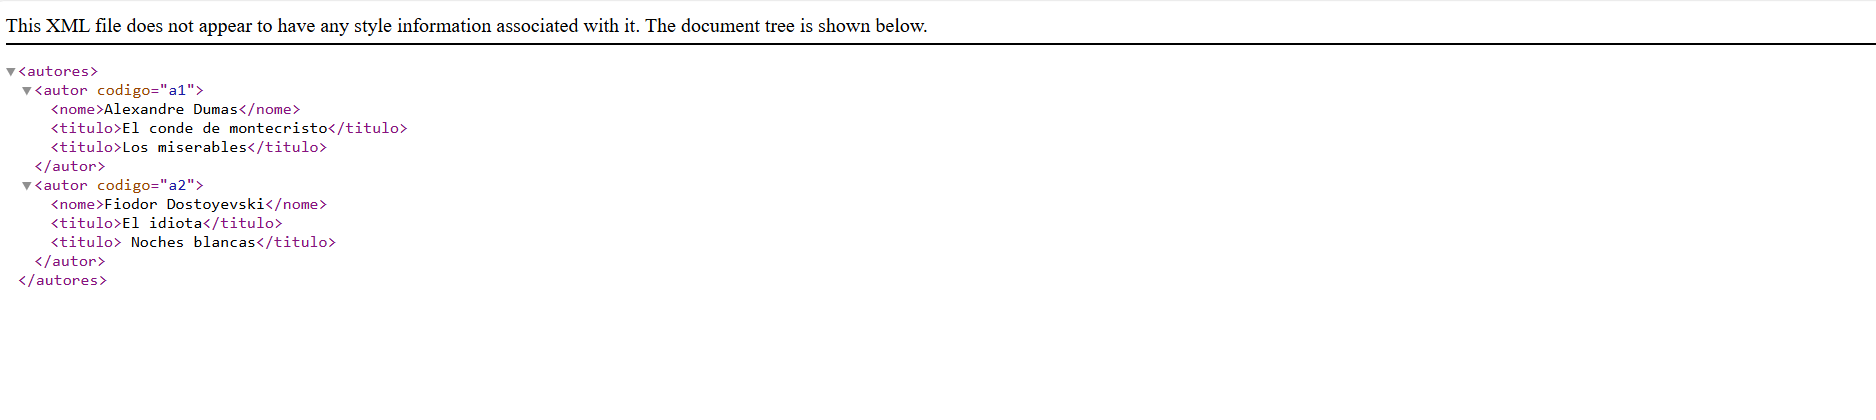 This XML file does not appear to have any style information associated with it. The document tree is shown below.
<autores>
<autor codigo="a1">
<nome>Alexandre Dumas</nome>
<titulo>El conde de montecristo</titulo>
<titulo>Los miserables</titulo>
</autor>
<autor codigo="a2">
<nome>Fiodor Dostoyevski</nome>
<titulo>El idiota</titulo>
<titulo> Noches blancas</titulo>
</autor>
</autores>